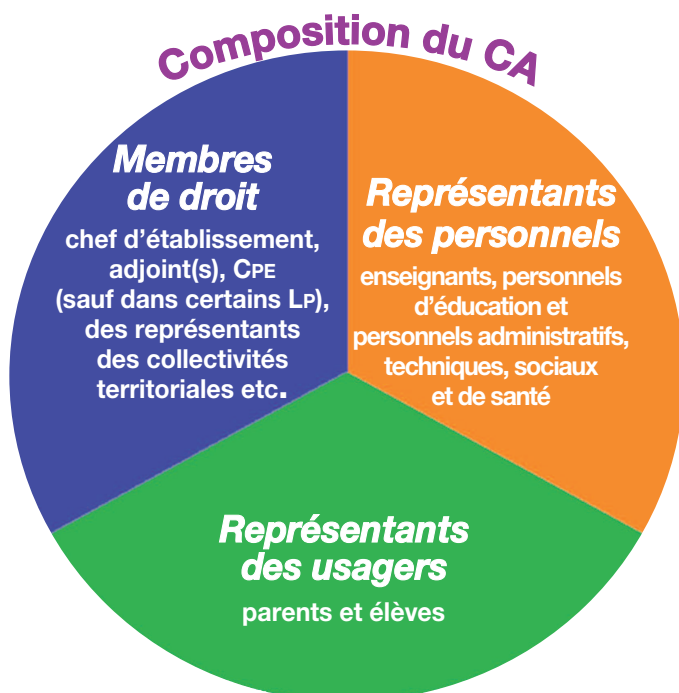 Composition du CA
Membres
de droit
chef d'établissement,
adjoint(s), CPE
(sauf dans certains LP),
des représentants
des collectivités
territoriales etc.
Représentants
des personnels
enseignants, personnels
d'éducation et
personnels administratifs,
techniques, sociaux
et de santé
Représentants
des usagers
parents et élèves